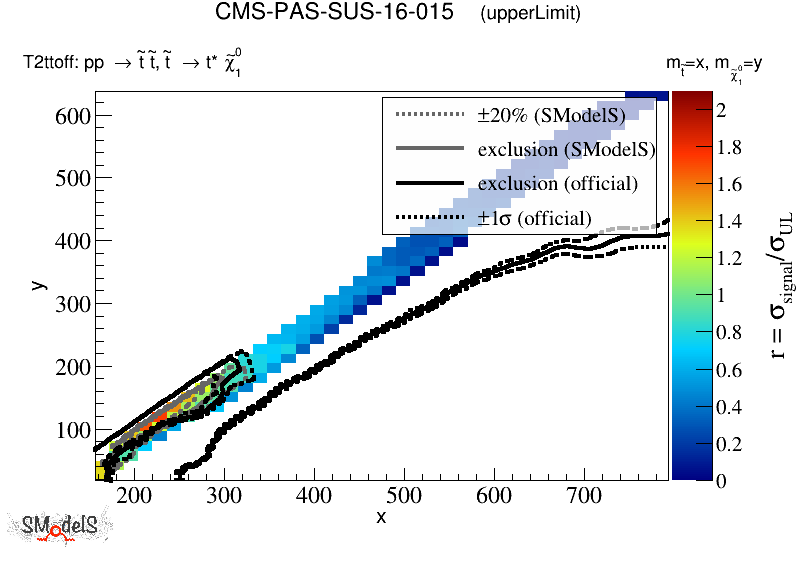 CMS-PAS-SUS-16-015 (upperLimit)
T2ttoff: pp → t̃ t̃, t̃ → t* χ̃₁⁰
m_t̃=x, m_χ̃₁⁰=y
±20% (SModelS)
exclusion (SModelS)
exclusion (official)
±1σ (official)
600
500
400
300
200
100
y
200 300 400 500 600 700
x
2
1.8
1.6
1.4
1.2
1
0.8
0.6
0.4
0.2
0
r = σ_signal/σ_UL
SModelS